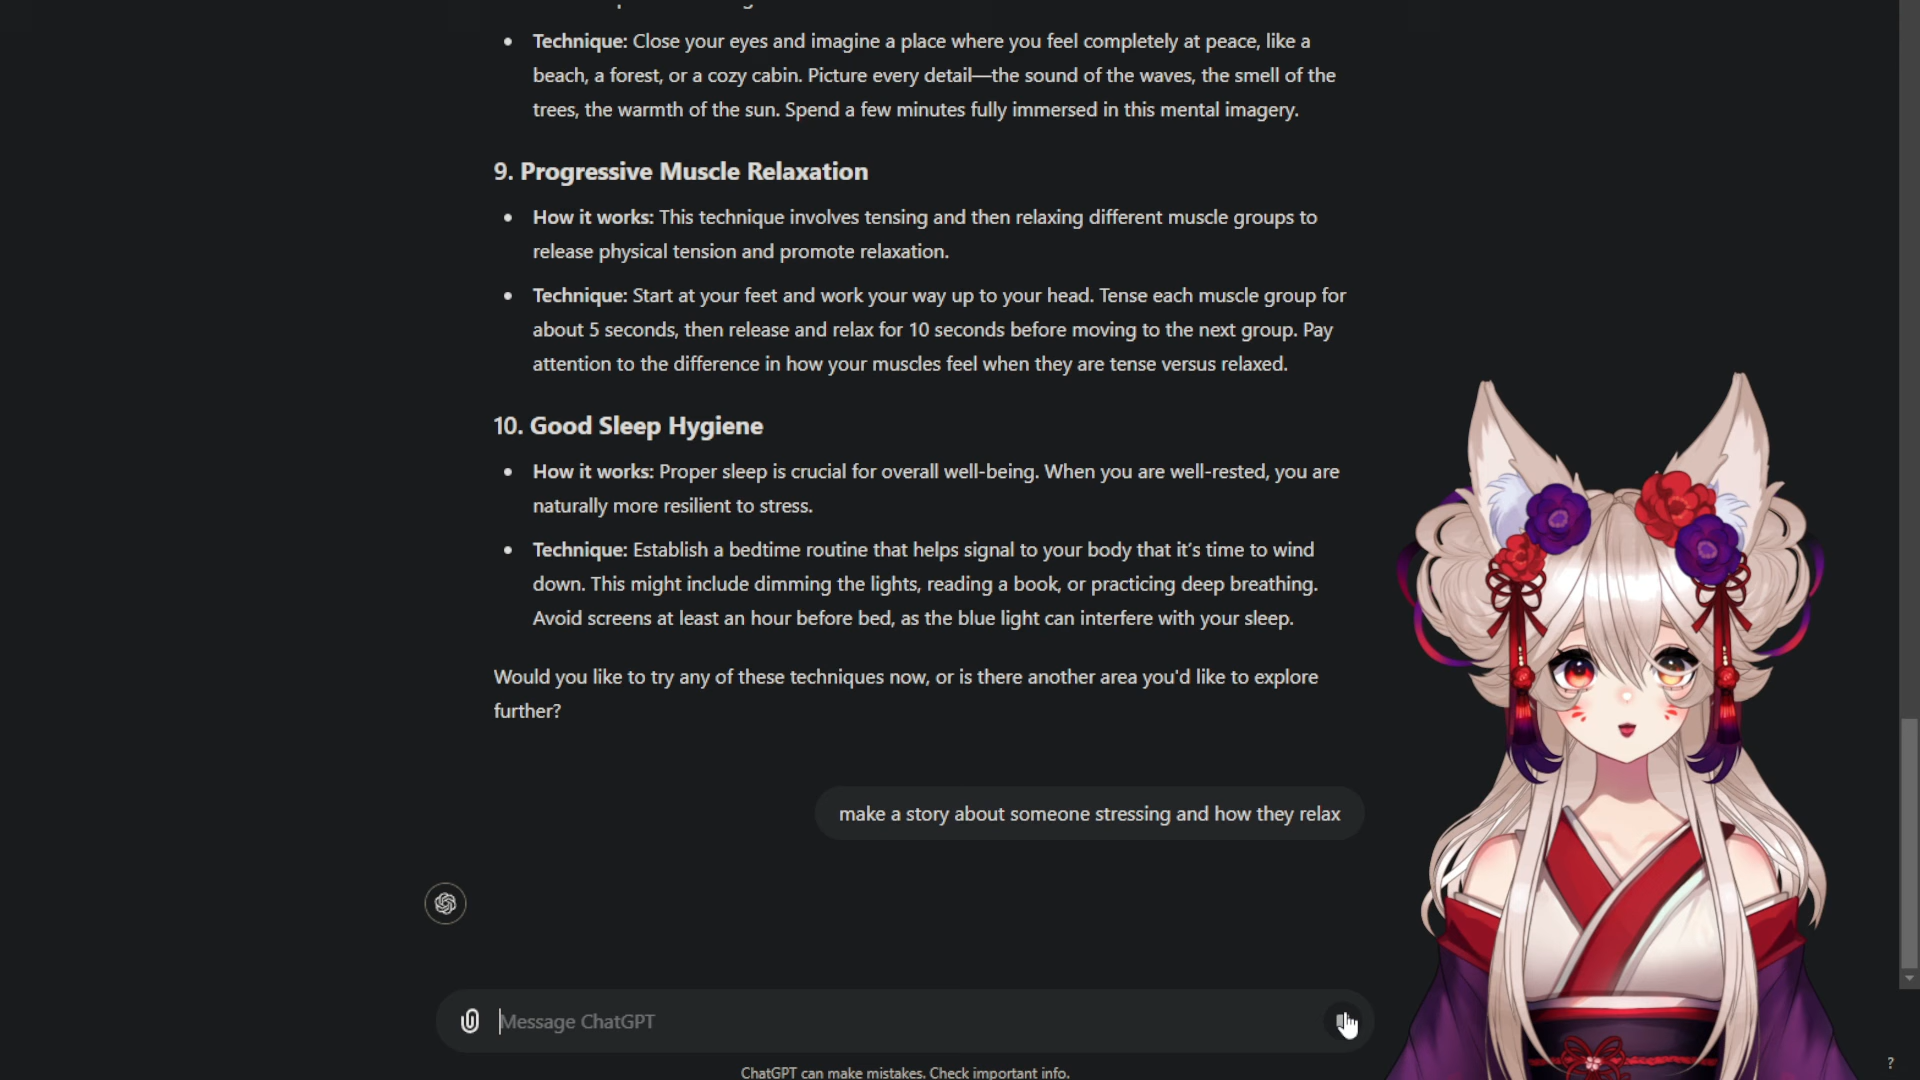 • Technique: Close your eyes and imagine a place where you feel completely at peace, like a
beach, a forest, or a cozy cabin. Picture every detail—the sound of the waves, the smell of the
trees, the warmth of the sun. Spend a few minutes fully immersed in this mental imagery.
9. Progressive Muscle Relaxation
• How it works: This technique involves tensing and then relaxing different muscle groups to
release physical tension and promote relaxation.
• Technique: Start at your feet and work your way up to your head. Tense each muscle group for
about 5 seconds, then release and relax for 10 seconds before moving to the next group. Pay
attention to the difference in how your muscles feel when they are tense versus relaxed.
10. Good Sleep Hygiene
• How it works: Proper sleep is crucial for overall well-being. When you are well-rested, you are
naturally more resilient to stress.
• Technique: Establish a bedtime routine that helps signal to your body that it’s time to wind
down. This might include dimming the lights, reading a book, or practicing deep breathing.
Avoid screens at least an hour before bed, as the blue light can interfere with your sleep.
Would you like to try any of these techniques now, or is there another area you'd like to explore
further?
make a story about someone stressing and how they relax
Message ChatGPT
ChatGPT can make mistakes. Check important info.
?